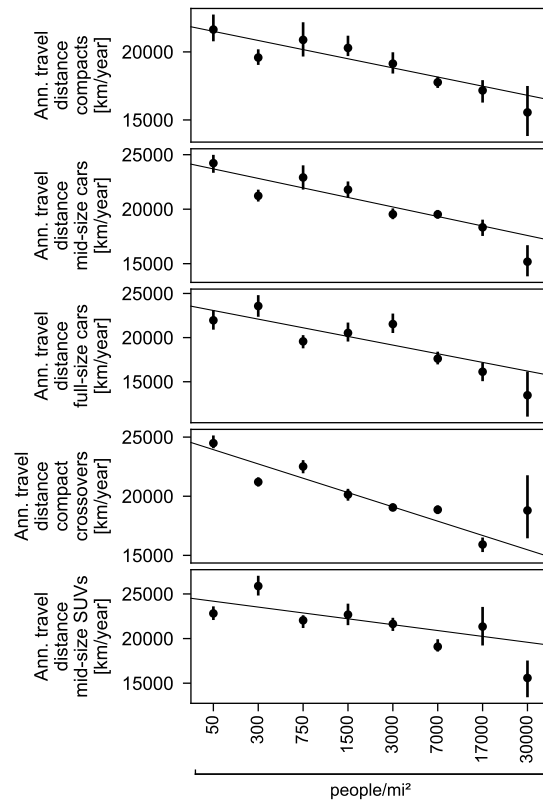 Ann. travel
distance
compacts
[km/year]
20000
15000
Ann. travel
distance
mid-size cars
[km/year]
25000
20000
15000
Ann. travel
distance
full-size cars
[km/year]
25000
20000
15000
Ann. travel
distance
compact
crossovers
[km/year]
25000
20000
15000
Ann. travel
distance
mid-size SUVs
[km/year]
25000
20000
15000
50
300
750
1500
3000
7000
17000
30000
people/mi²